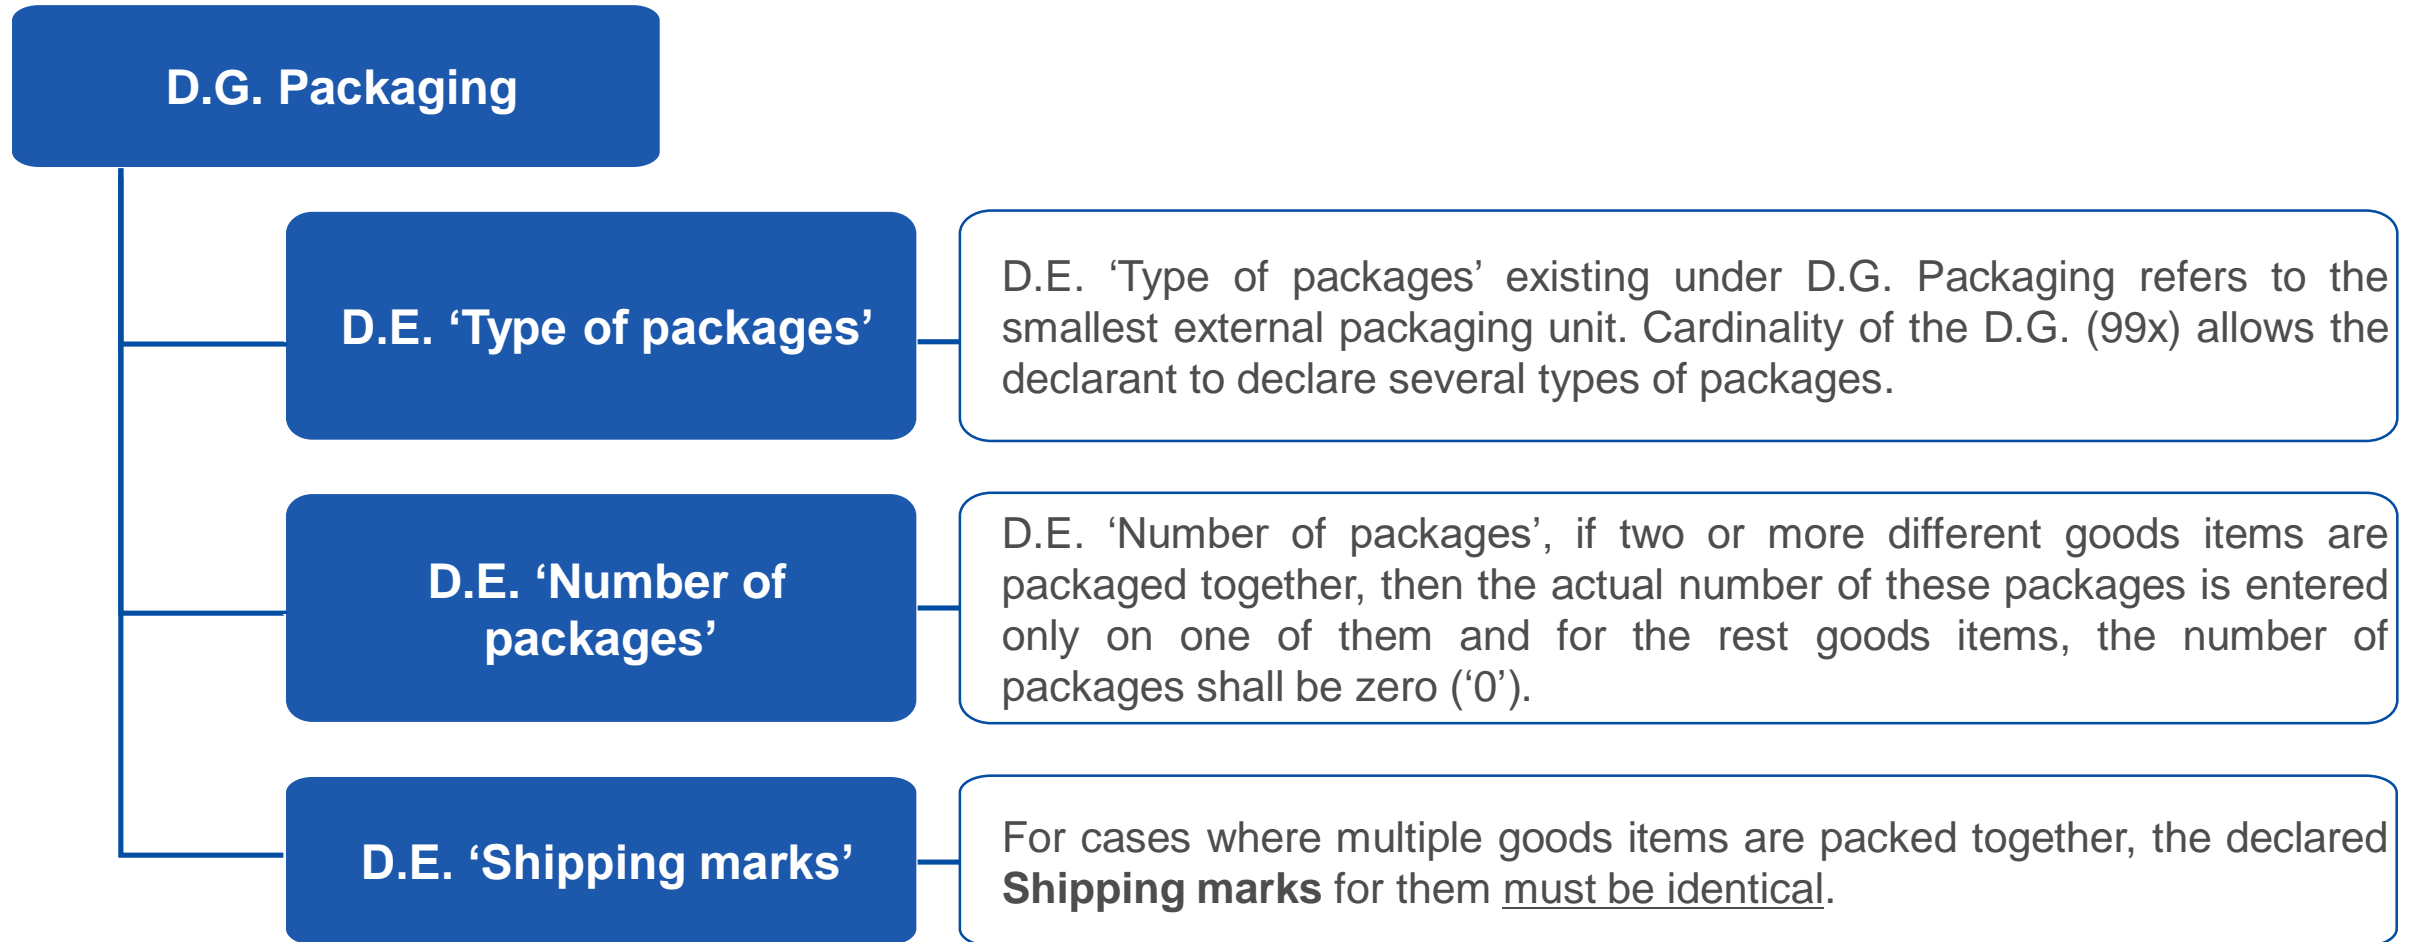 D.G. Packaging
D.E. ‘Type of packages’
D.E. ‘Type of packages’ existing under D.G. Packaging refers to the
smallest external packaging unit. Cardinality of the D.G. (99x) allows the
declarant to declare several types of packages.
D.E. ‘Number of
packages’
D.E. ‘Number of packages’, if two or more different goods items are
packaged together, then the actual number of these packages is entered
only on one of them and for the rest goods items, the number of
packages shall be zero (‘0’).
D.E. ‘Shipping marks’
For cases where multiple goods items are packed together, the declared
Shipping marks for them must be identical.